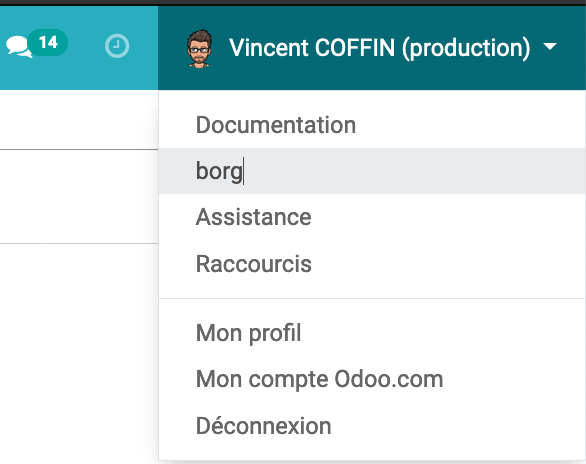 14
Vincent COFFIN (production)
Documentation
borg
Assistance
Raccourcis
Mon profil
Mon compte Odoo.com
Déconnexion